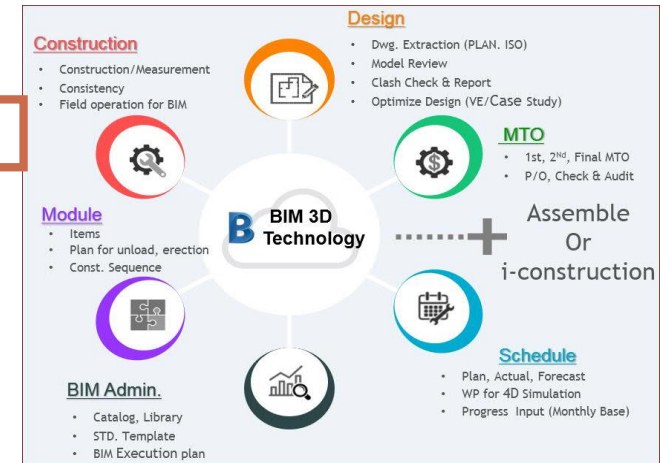 Design
• Dwg. Extraction (PLAN. ISO)
• Model Review
• Clash Check & Report
• Optimize Design (VE/Case Study)
Construction
• Construction/Measurement
• Consistency
• Field operation for BIM
MTO
• 1st, 2Nd, Final MTO
• P/O, Check & Audit
Module
• Items
• Plan for unload, erection
• Const. Sequence
B BIM 3D
Technology
Assemble
Or
i-construction
Schedule
• Plan, Actual, Forecast
• WP for 4D Simulation
• Progress Input (Monthly Base)
BIM Admin.
• Catalog, Library
• STD. Template
• BIM Execution plan